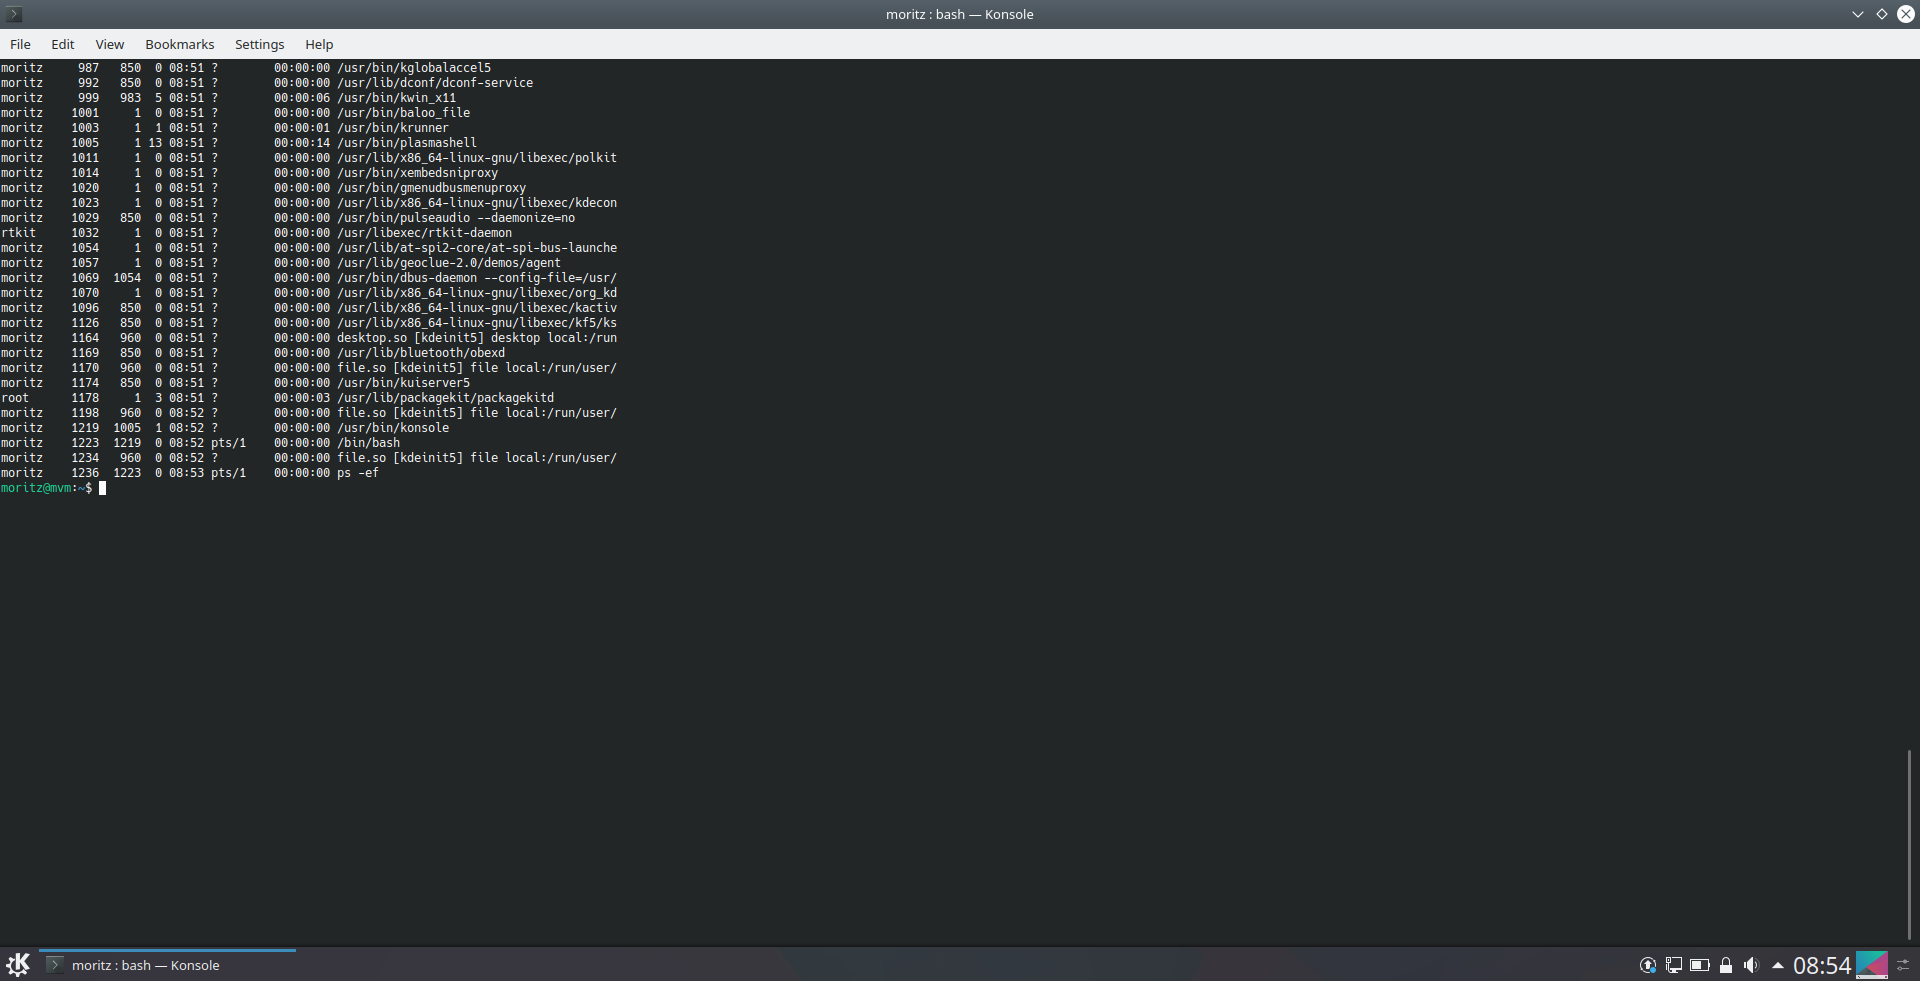 moritz : bash — Konsole
File Edit View Bookmarks Settings Help
moritz    987   850  0 08:51 ?        00:00:00 /usr/bin/kglobalaccel5
moritz    992   850  0 08:51 ?        00:00:00 /usr/lib/dconf/dconf-service
moritz    999   983  5 08:51 ?        00:00:06 /usr/bin/kwin_x11
moritz   1001     1  0 08:51 ?        00:00:00 /usr/bin/baloo_file
moritz   1003     1  1 08:51 ?        00:00:01 /usr/bin/krunner
moritz   1005     1 13 08:51 ?        00:00:14 /usr/bin/plasmashell
moritz   1011     1  0 08:51 ?        00:00:00 /usr/lib/x86_64-linux-gnu/libexec/polkit
moritz   1014     1  0 08:51 ?        00:00:00 /usr/bin/xembedsniproxy
moritz   1020     1  0 08:51 ?        00:00:00 /usr/bin/gmenudbusmenuproxy
moritz   1023     1  0 08:51 ?        00:00:00 /usr/lib/x86_64-linux-gnu/libexec/kdecon
moritz   1029   850  0 08:51 ?        00:00:00 /usr/bin/pulseaudio --daemonize=no
rtkit    1032     1  0 08:51 ?        00:00:00 /usr/libexec/rtkit-daemon
moritz   1054     1  0 08:51 ?        00:00:00 /usr/lib/at-spi2-core/at-spi-bus-launche
moritz   1057     1  0 08:51 ?        00:00:00 /usr/lib/geoclue-2.0/demos/agent
moritz   1069  1054  0 08:51 ?        00:00:00 /usr/bin/dbus-daemon --config-file=/usr/
moritz   1070     1  0 08:51 ?        00:00:00 /usr/lib/x86_64-linux-gnu/libexec/org_kd
moritz   1096   850  0 08:51 ?        00:00:00 /usr/lib/x86_64-linux-gnu/libexec/kactiv
moritz   1126   850  0 08:51 ?        00:00:00 /usr/lib/x86_64-linux-gnu/libexec/kf5/ks
moritz   1164   960  0 08:51 ?        00:00:00 desktop.so [kdeinit5] desktop local:/run
moritz   1169   850  0 08:51 ?        00:00:00 /usr/lib/bluetooth/obexd
moritz   1170   960  0 08:51 ?        00:00:00 file.so [kdeinit5] file local:/run/user/
moritz   1174   850  0 08:51 ?        00:00:00 /usr/bin/kuiserver5
root     1178     1  3 08:51 ?        00:00:03 /usr/lib/packagekit/packagekitd
moritz   1198   960  0 08:52 ?        00:00:00 file.so [kdeinit5] file local:/run/user/
moritz   1219  1005  1 08:52 ?        00:00:00 /usr/bin/konsole
moritz   1223  1219  0 08:52 pts/1    00:00:00 /bin/bash
moritz   1234   960  0 08:52 ?        00:00:00 file.so [kdeinit5] file local:/run/user/
moritz   1236  1223  0 08:53 pts/1    00:00:00 ps -ef
moritz@mvm:~$
moritz : bash — Konsole
08:54